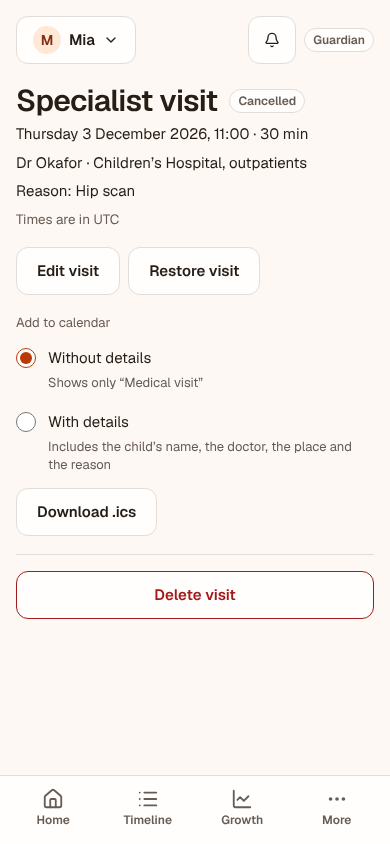 M Mia
Guardian
Specialist visit Cancelled
Thursday 3 December 2026, 11:00 · 30 min
Dr Okafor · Children’s Hospital, outpatients
Reason: Hip scan
Times are in UTC
Edit visit Restore visit
Add to calendar
Without details
Shows only “Medical visit”
With details
Includes the child’s name, the doctor, the place and
the reason
Download .ics
Delete visit
Home Timeline Growth More